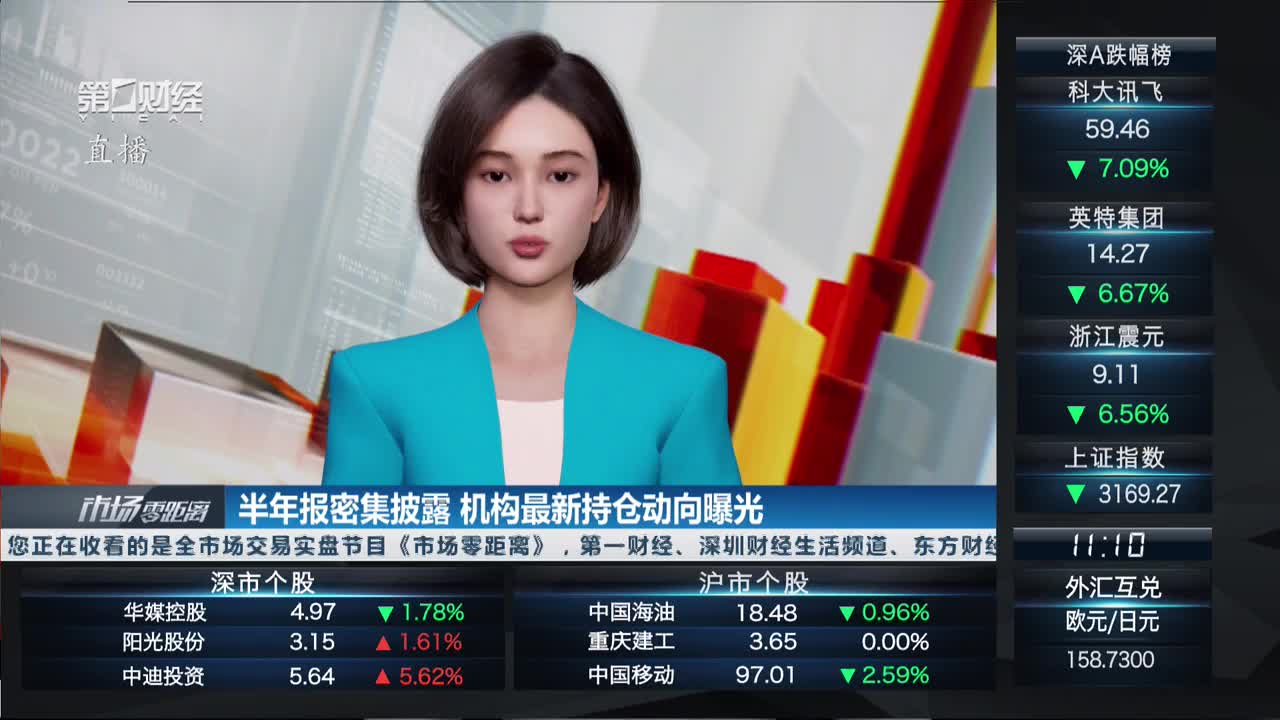 第一财经
YICAI
直播
0022
半年报密集披露 机构最新持仓动向曝光
市场零距离
您正在收看的是全市场交易实盘节目《市场零距离》，第一财经、深圳财经生活频道、东方财经
深市个股
华媒控股 4.97 ▼1.78%
阳光股份 3.15 ▲1.61%
中迪投资 5.64 ▲5.62%
沪市个股
中国海油 18.48 ▼0.96%
重庆建工 3.65 0.00%
中国移动 97.01 ▼2.59%
深A跌幅榜
科大讯飞
59.46
▼ 7.09%
英特集团
14.27
▼ 6.67%
浙江震元
9.11
▼ 6.56%
上证指数
▼ 3169.27
11:10
外汇互兑
欧元/日元
158.7300